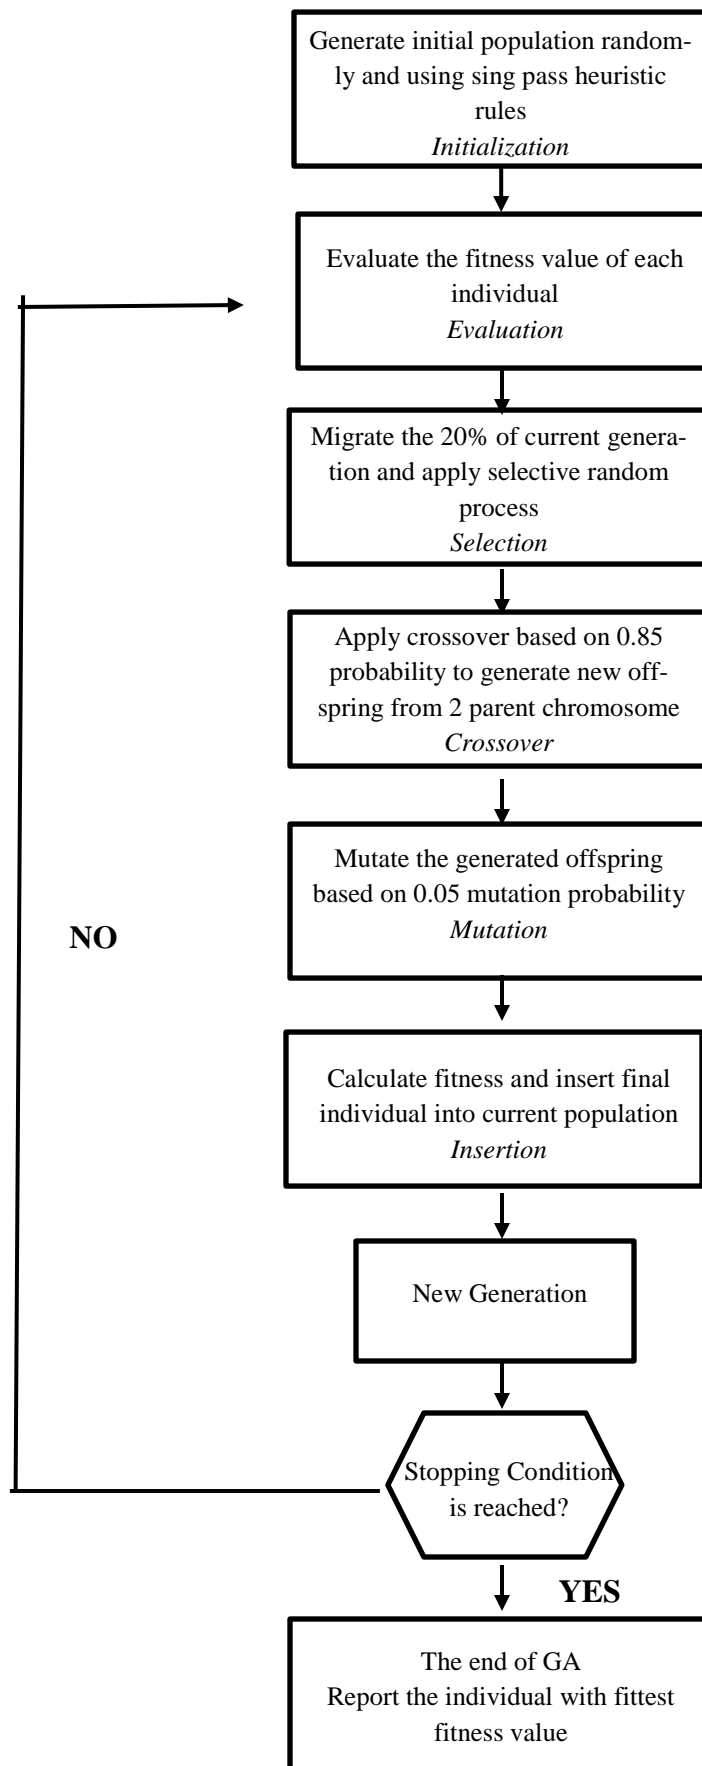 Generate initial population random-
ly and using sing pass heuristic
rules
Initialization
Evaluate the fitness value of each
individual
Evaluation
Migrate the 20% of current genera-
tion and apply selective random
process
Selection
Apply crossover based on 0.85
probability to generate new off-
spring from 2 parent chromosome
Crossover
Mutate the generated offspring
based on 0.05 mutation probability
Mutation
NO
Calculate fitness and insert final
individual into current population
Insertion
New Generation
Stopping Condition
is reached?
YES
The end of GA
Report the individual with fittest
fitness value